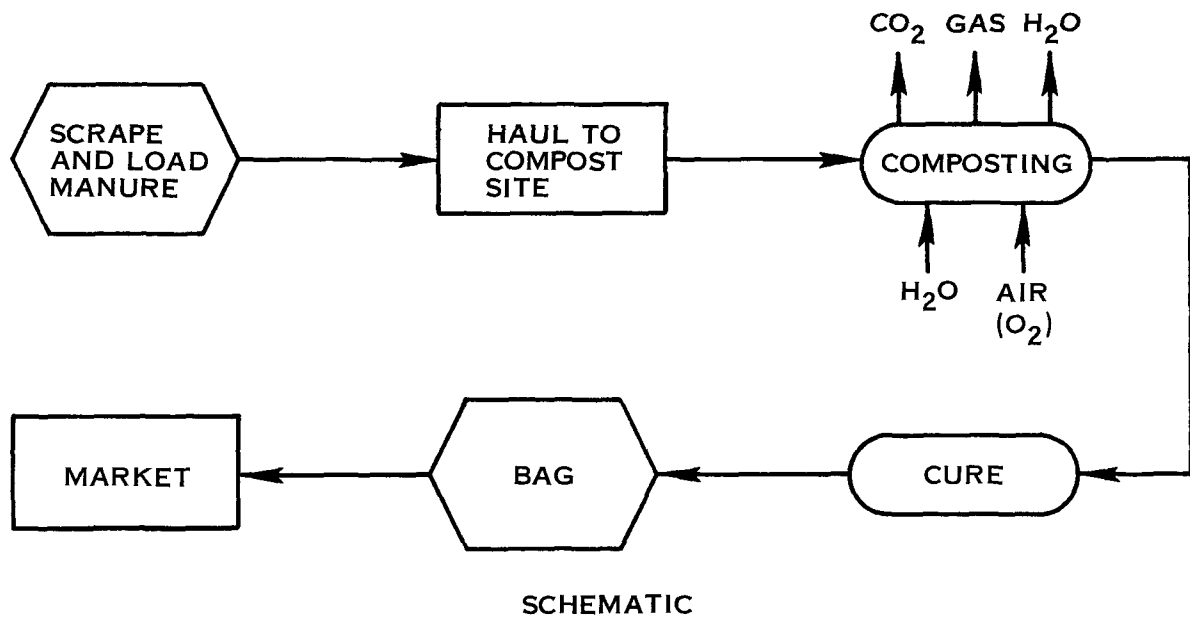 CO₂ GAS H₂O
SCRAPE
AND LOAD
MANURE
HAUL TO
COMPOST
SITE
COMPOSTING
H₂O AIR
(O₂)
MARKET
BAG
CURE
SCHEMATIC